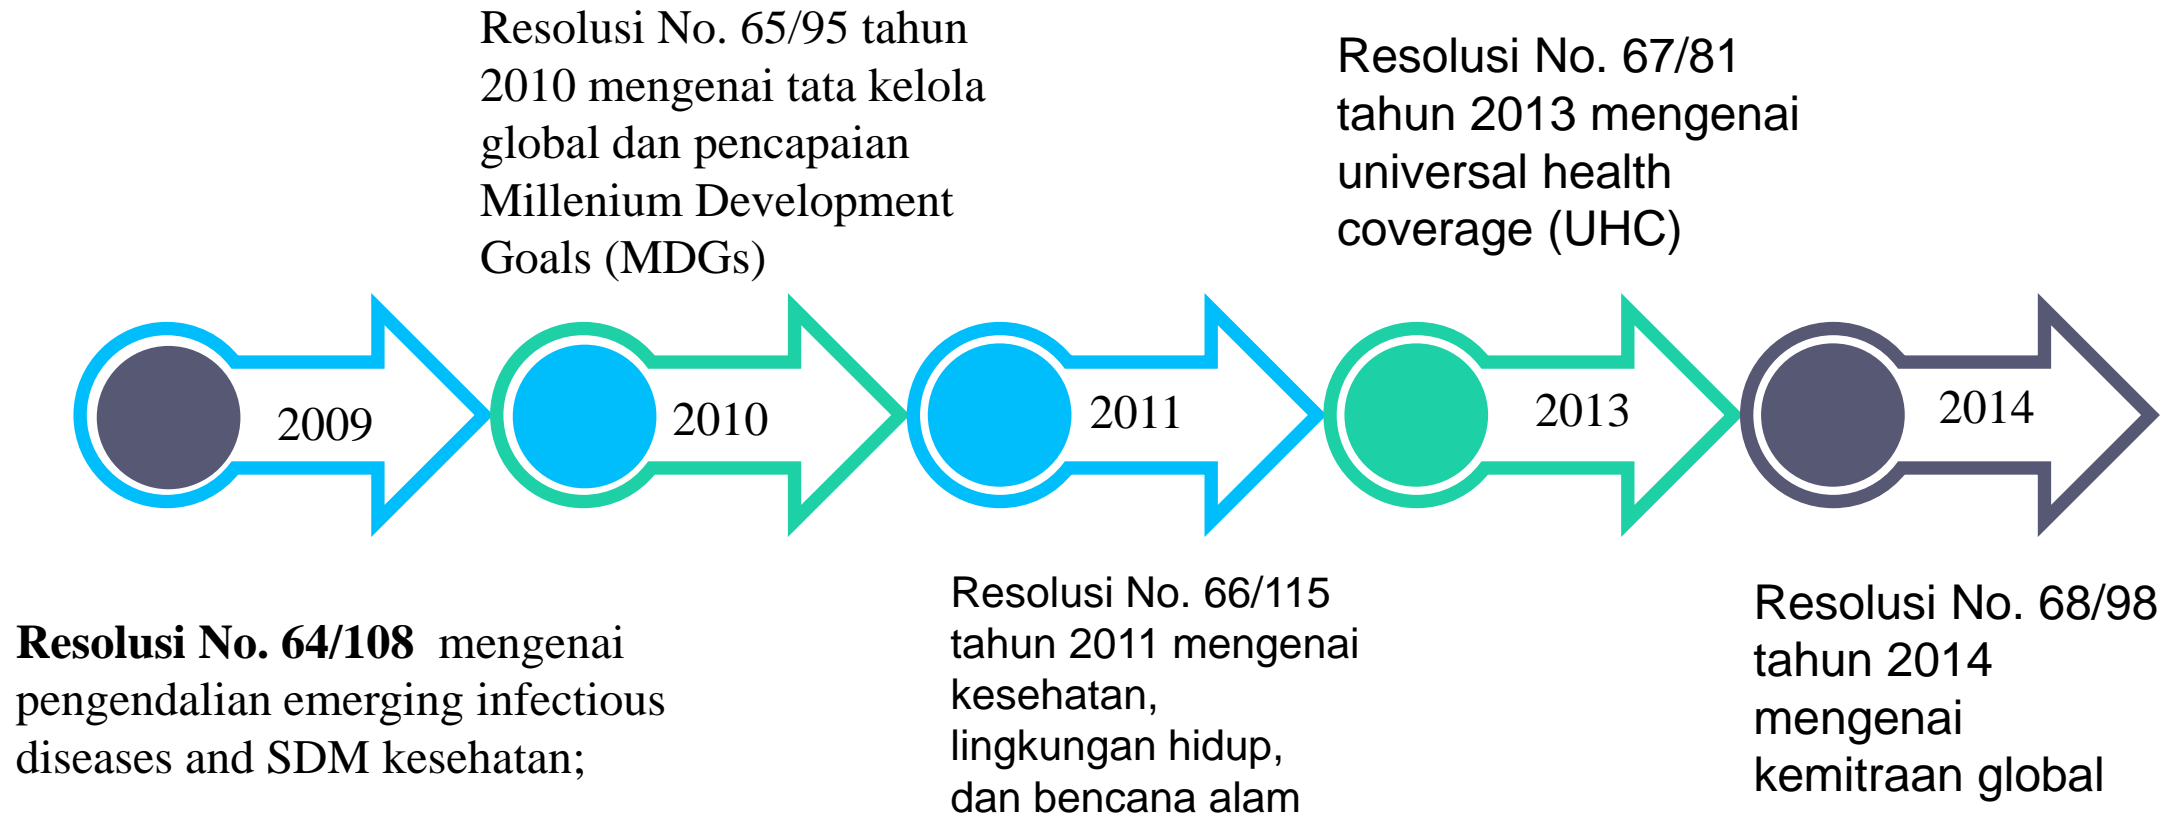 Resolusi No. 65/95 tahun
2010 mengenai tata kelola
global dan pencapaian
Millenium Development
Goals (MDGs)
Resolusi No. 67/81
tahun 2013 mengenai
universal health
coverage (UHC)
2009
2010
2011
2013
2014
Resolusi No. 64/108 mengenai
pengendalian emerging infectious
diseases and SDM kesehatan;
Resolusi No. 66/115
tahun 2011 mengenai
kesehatan,
lingkungan hidup,
dan bencana alam
Resolusi No. 68/98
tahun 2014
mengenai
kemitraan global